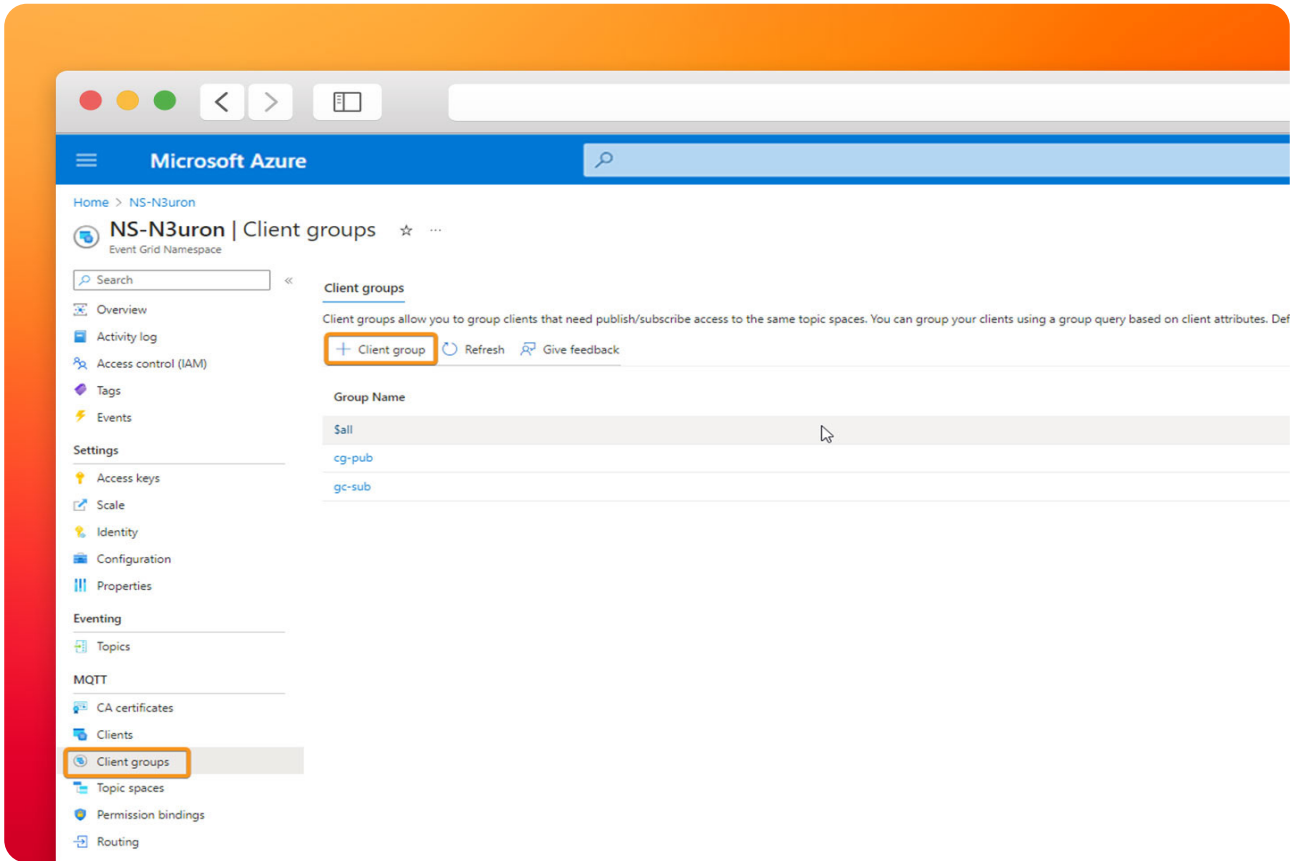 Microsoft Azure
Home > NS-N3uron
NS-N3uron | Client groups
Event Grid Namespace
Search
Overview
Activity log
Access control (IAM)
Tags
Events
Settings
Access keys
Scale
Identity
Configuration
Properties
Eventing
Topics
MQTT
CA certificates
Clients
Client groups
Topic spaces
Permission bindings
Routing
Client groups
Client groups allow you to group clients that need publish/subscribe access to the same topic spaces. You can group your clients using a group query based on client attributes. Def
Client group Refresh Give feedback
Group Name
$all
cg-pub
gc-sub